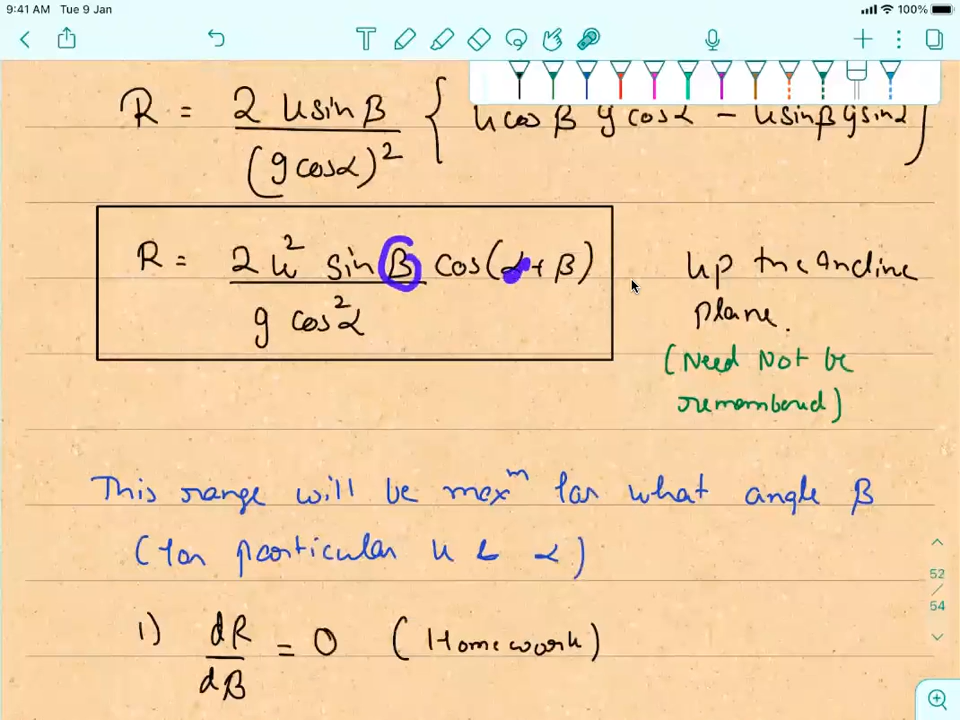 9:41 AM Tue 9 Jan 100%
R = 2 u sin β / (g cos α)² { u cos β g cos α - u sin β g sin α }
R = 2 u² sin β cos(α + β) / g cos² α
up the incline
plane.
(Need Not be
remembered)
This range will be maxᵐ for what angle β
(for particular u & α)
52
/
54
1) dR/dβ = 0 (Homework)